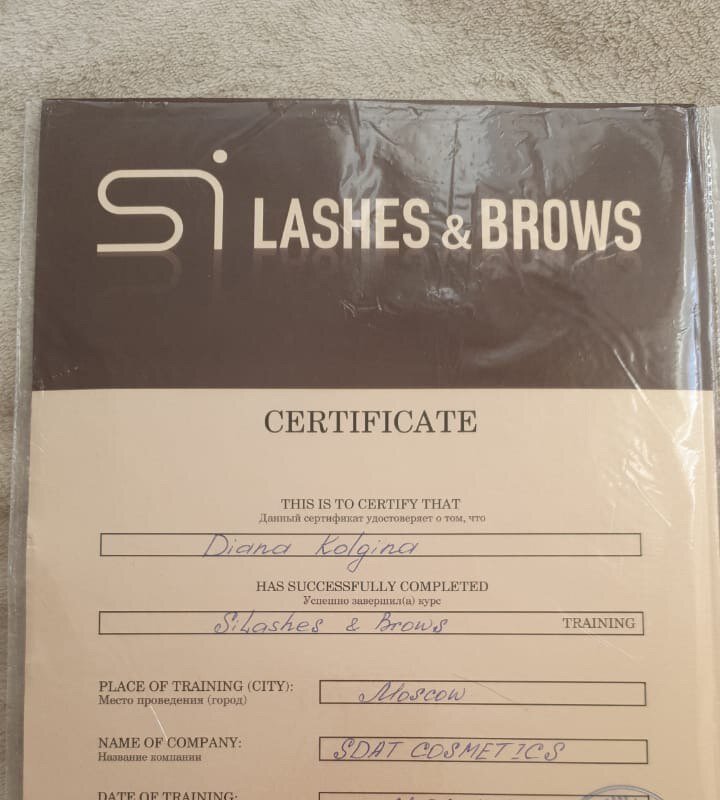 Si LASHES & BROWS
CERTIFICATE
THIS IS TO CERTIFY THAT
Данный сертификат удостоверяет о том, что
Diana Kolgina
HAS SUCCESSFULLY COMPLETED
Успешно завершил(а) курс
SiLashes & Brows TRAINING
PLACE OF TRAINING (CITY): Moscow
Место проведения (город)
NAME OF COMPANY: SDAT COSMETICS
Название компании
DATE OF TRAINING: